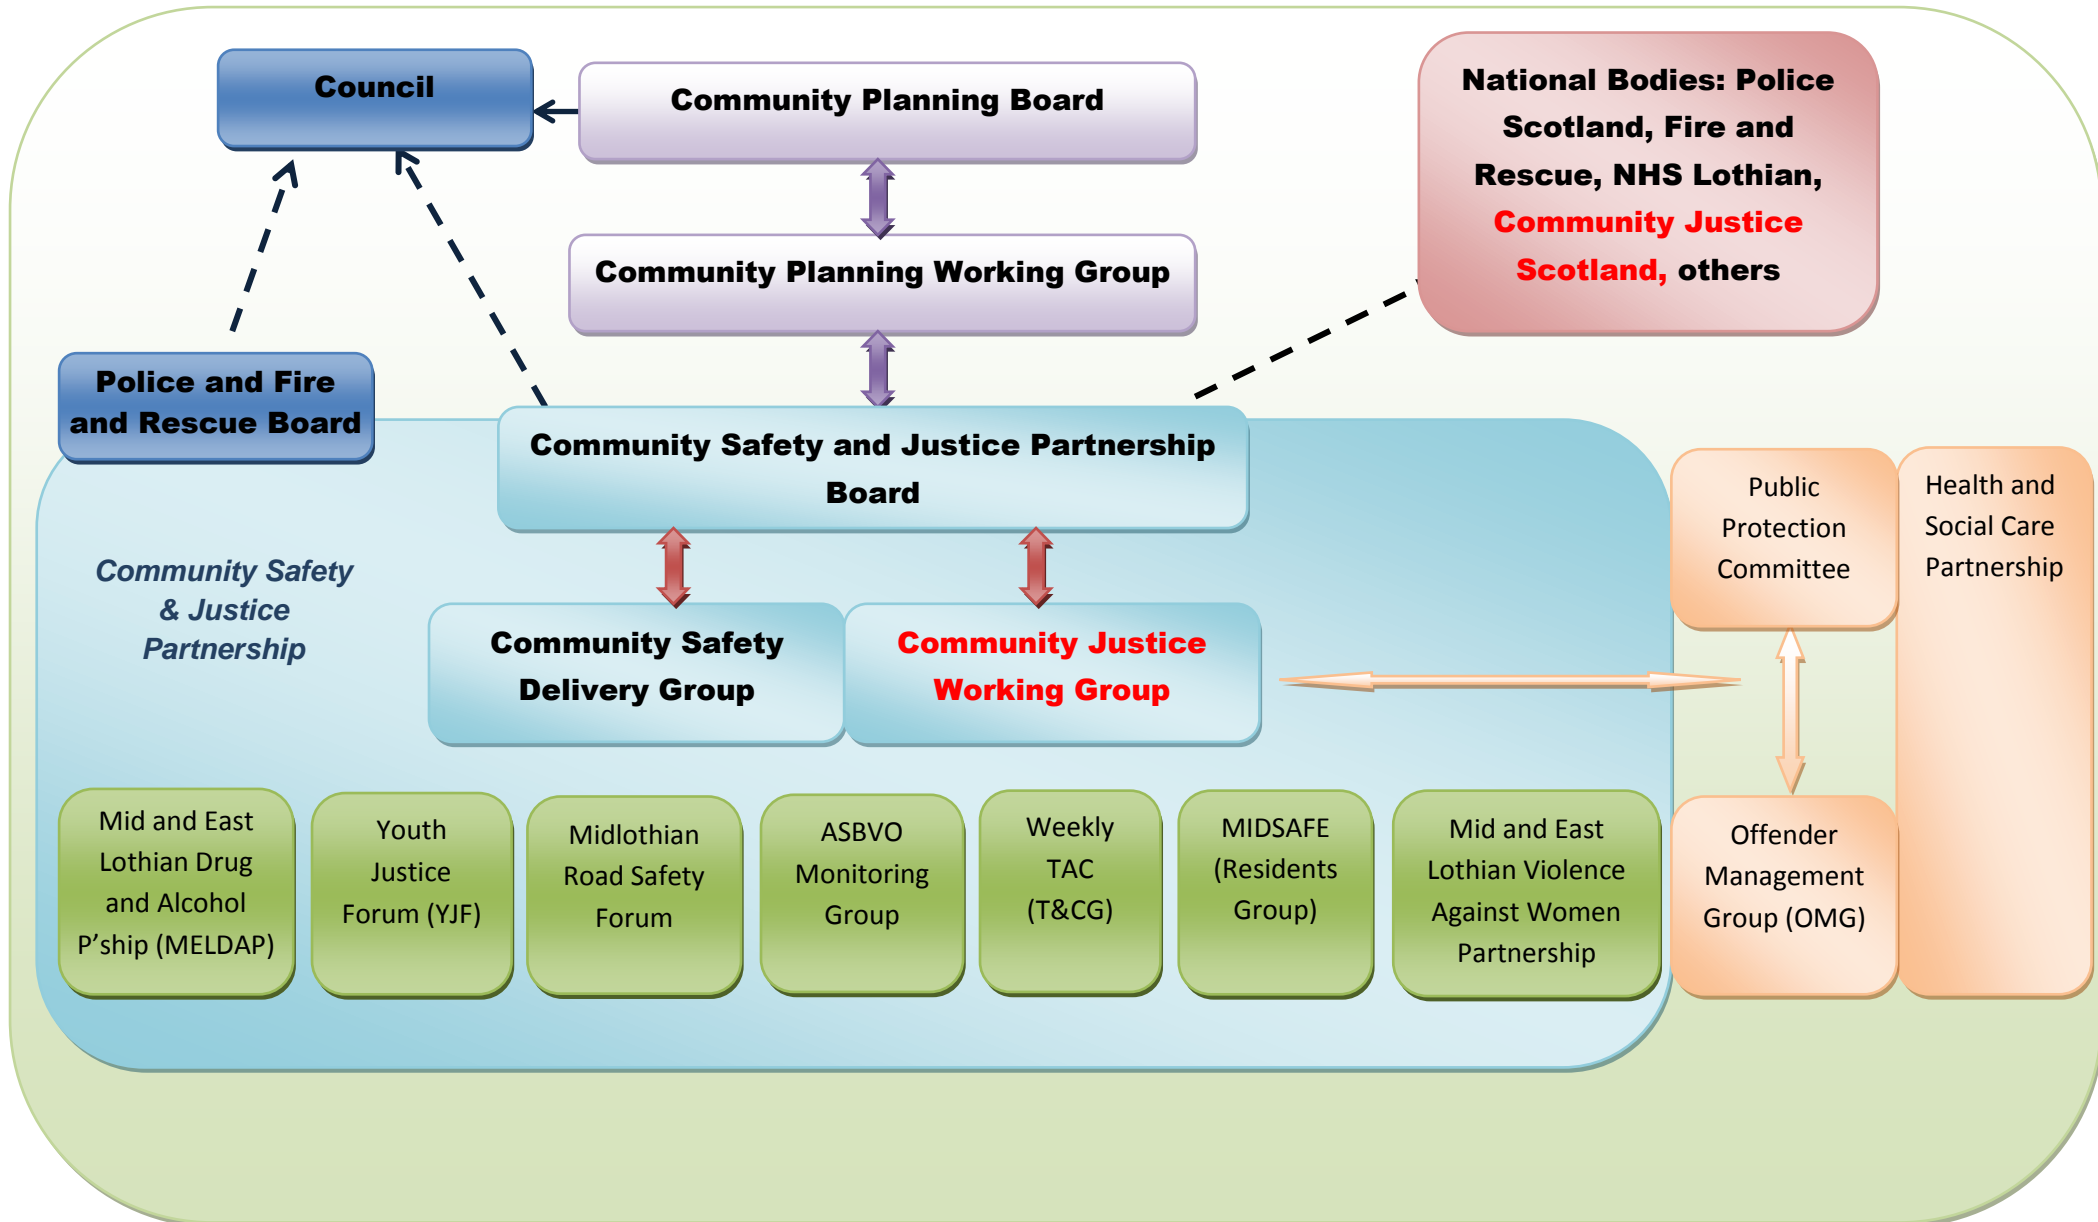 Council
Community Planning Board
National Bodies: Police
Scotland, Fire and
Rescue, NHS Lothian,
Community Justice
Scotland, others
Community Planning Working Group
Police and Fire
and Rescue Board
Community Safety and Justice Partnership
Board
Public
Protection
Committee
Health and
Social Care
Partnership
Community Safety
& Justice
Partnership
Community Safety
Delivery Group
Community Justice
Working Group
Mid and East
Lothian Drug
and Alcohol
P’ship (MELDAP)
Youth
Justice
Forum (YJF)
Midlothian
Road Safety
Forum
ASBVO
Monitoring
Group
Weekly
TAC
(T&CG)
MIDSAFE
(Residents
Group)
Mid and East
Lothian Violence
Against Women
Partnership
Offender
Management
Group (OMG)